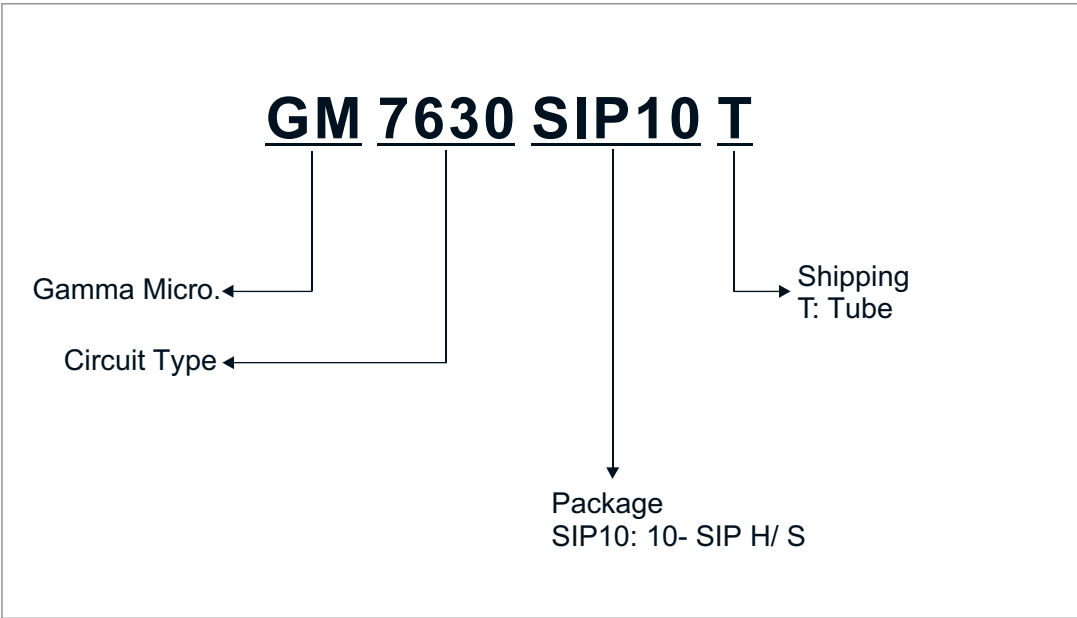 GM 7630 SIP10 T
Gamma Micro.
Shipping
T: Tube
Circuit Type
Package
SIP10: 10- SIP H/ S